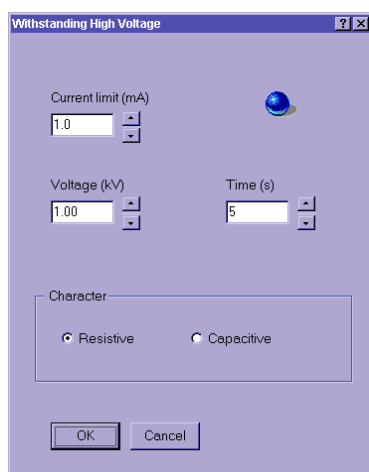 Withstanding High Voltage ? ×
Current limit (mA)
1.0
Voltage (kV) Time (s)
1.00 5
Character
Resistive Capacitive
OK Cancel